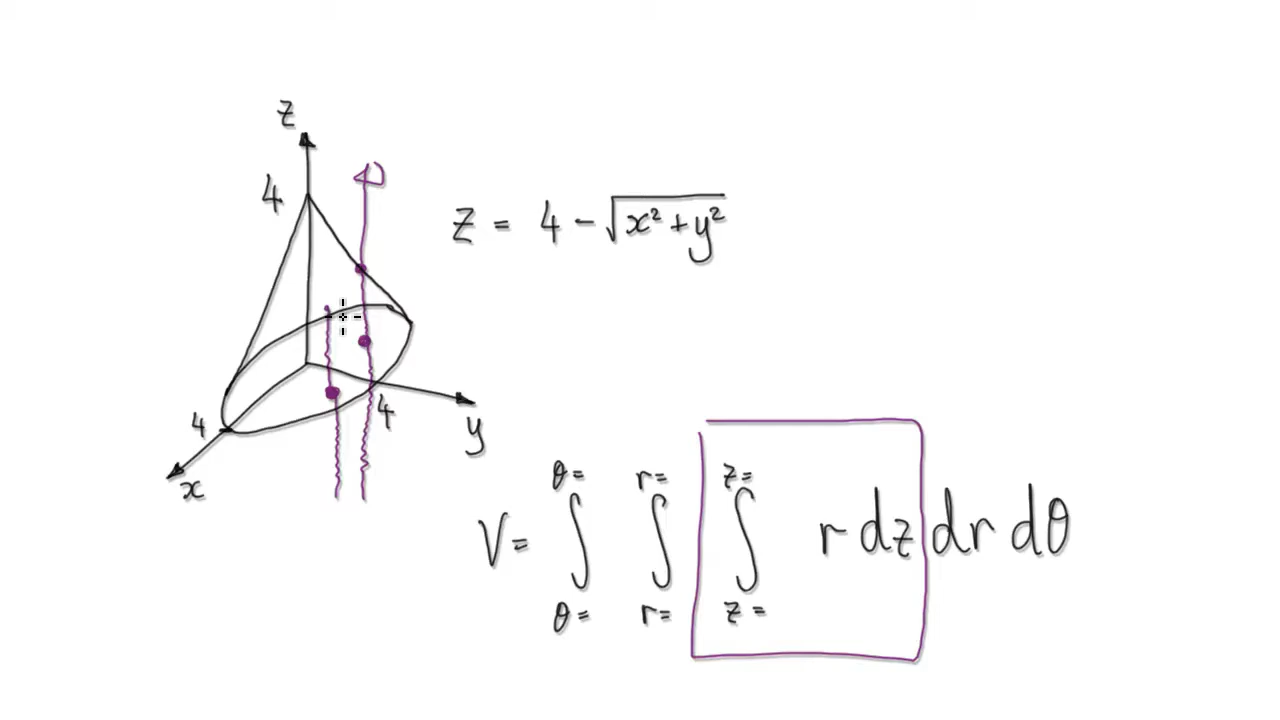 z
4
z = 4 - √x²+y²
4
4
y
x
θ= r= z=
V= ∫ ∫ ∫ r dz dr dθ
θ= r= z=